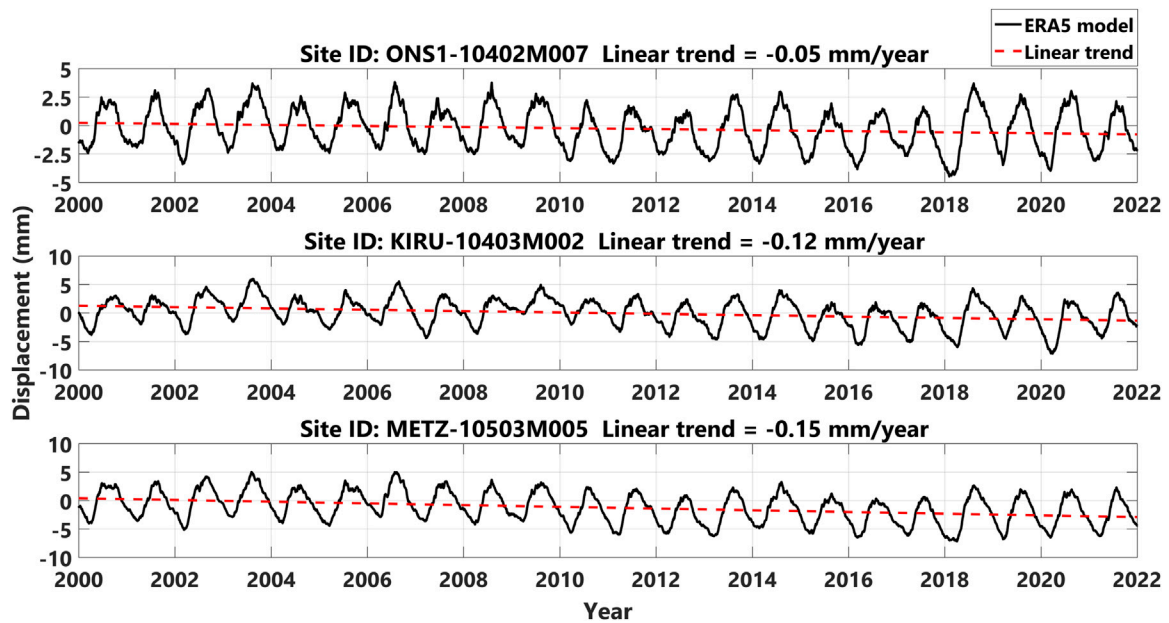 ERA5 model
Linear trend
Site ID: ONS1-10402M007 Linear trend = -0.05 mm/year
5
2.5
0
-2.5
-5
2000 2002 2004 2006 2008 2010 2012 2014 2016 2018 2020 2022
Site ID: KIRU-10403M002 Linear trend = -0.12 mm/year
10
5
0
-5
-10
2000 2002 2004 2006 2008 2010 2012 2014 2016 2018 2020 2022
Displacement (mm)
Site ID: METZ-10503M005 Linear trend = -0.15 mm/year
10
5
0
-5
-10
2000 2002 2004 2006 2008 2010 2012 2014 2016 2018 2020 2022
Year